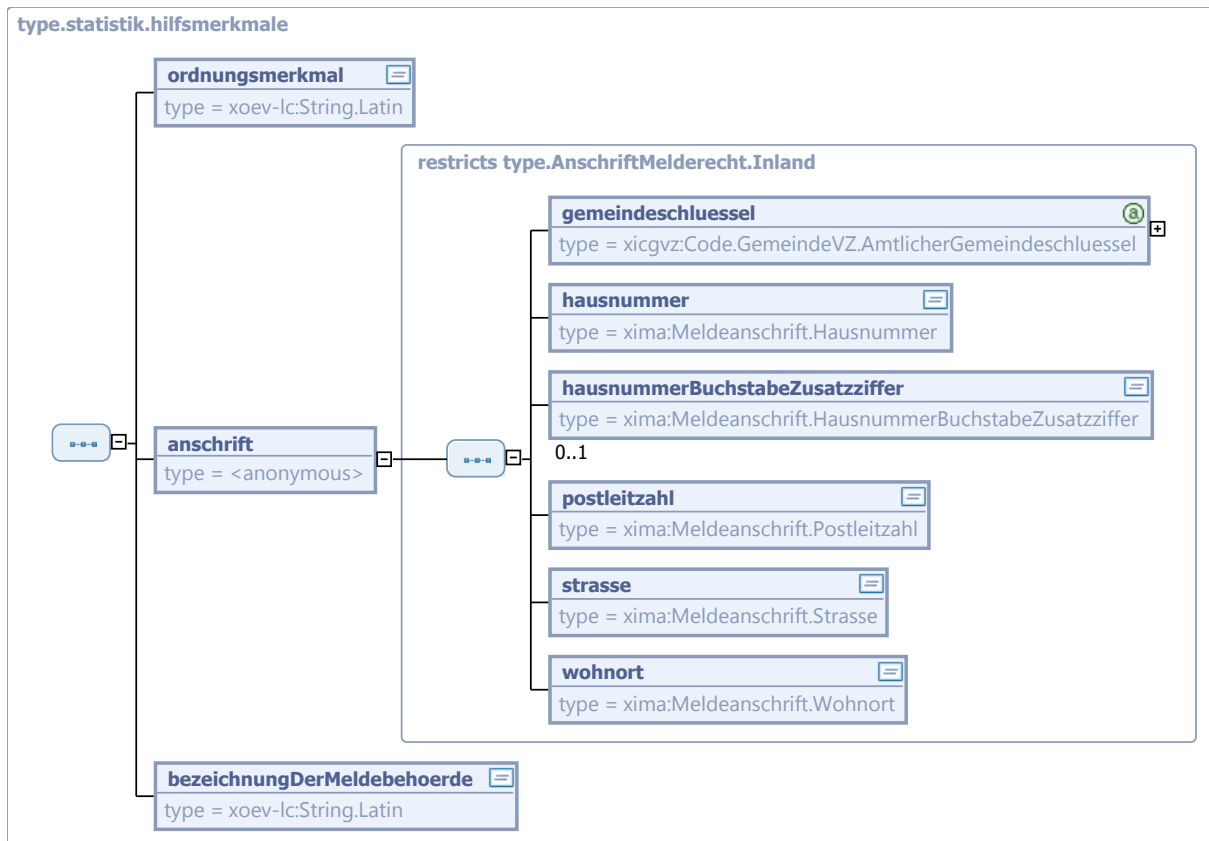 type.statistik.hilfsmerkmale
ordnungsmerkmal
type = xoev-lc:String.Latin
restricts type.AnschriftMelderecht.Inland
gemeindeschluessel
a
type = xicgvz:Code.GemeindeVZ.AmtlicherGemeindeschluessel
hausnummer
type = xima:Meldeanschrift.Hausnummer
hausnummerBuchstabeZusatzziffer
type = xima:Meldeanschrift.HausnummerBuchstabeZusatzziffer
0..1
anschrift
type = <anonymous>
postleitzahl
type = xima:Meldeanschrift.Postleitzahl
strasse
type = xima:Meldeanschrift.Strasse
wohnort
type = xima:Meldeanschrift.Wohnort
bezeichnungDerMeldebehoerde
type = xoev-lc:String.Latin